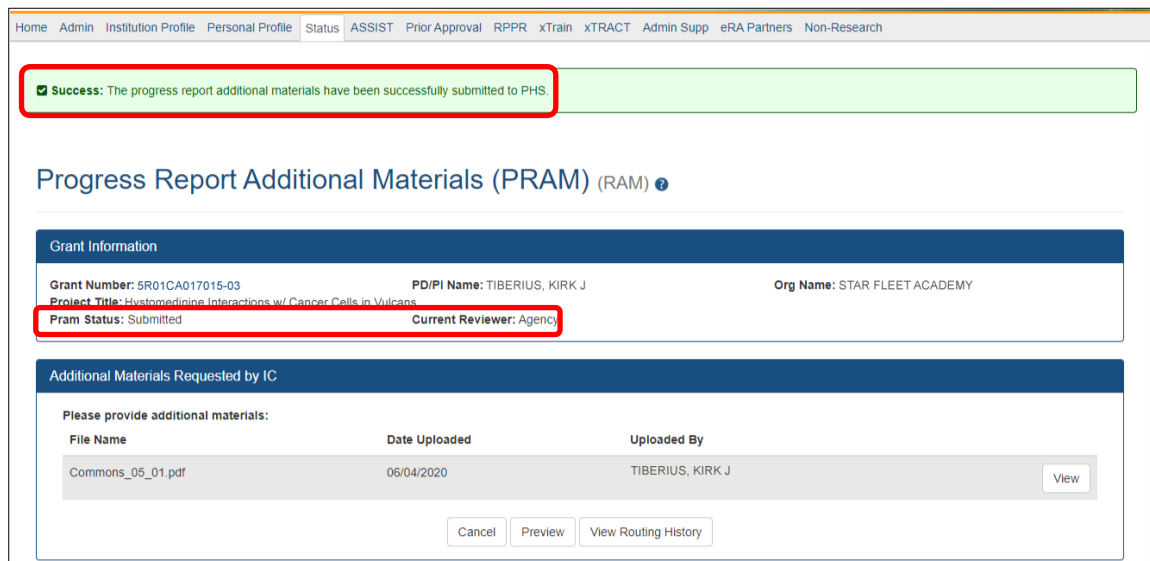 Home Admin Institution Profile Personal Profile Status ASSIST Prior Approval RPPR xTrain xTRACT Admin Supp eRA Partners Non-Research
Success: The progress report additional materials have been successfully submitted to PHS.
Progress Report Additional Materials (PRAM) (RAM) ?
Grant Information
Grant Number: 5R01CA017015-03 PD/PI Name: TIBERIUS, KIRK J Org Name: STAR FLEET ACADEMY
Project Title: Hystomedinine Interactions w/ Cancer Cells in Vulcans
Pram Status: Submitted Current Reviewer: Agency
Additional Materials Requested by IC
Please provide additional materials:
File Name Date Uploaded Uploaded By
Commons_05_01.pdf 06/04/2020 TIBERIUS, KIRK J View
Cancel Preview View Routing History